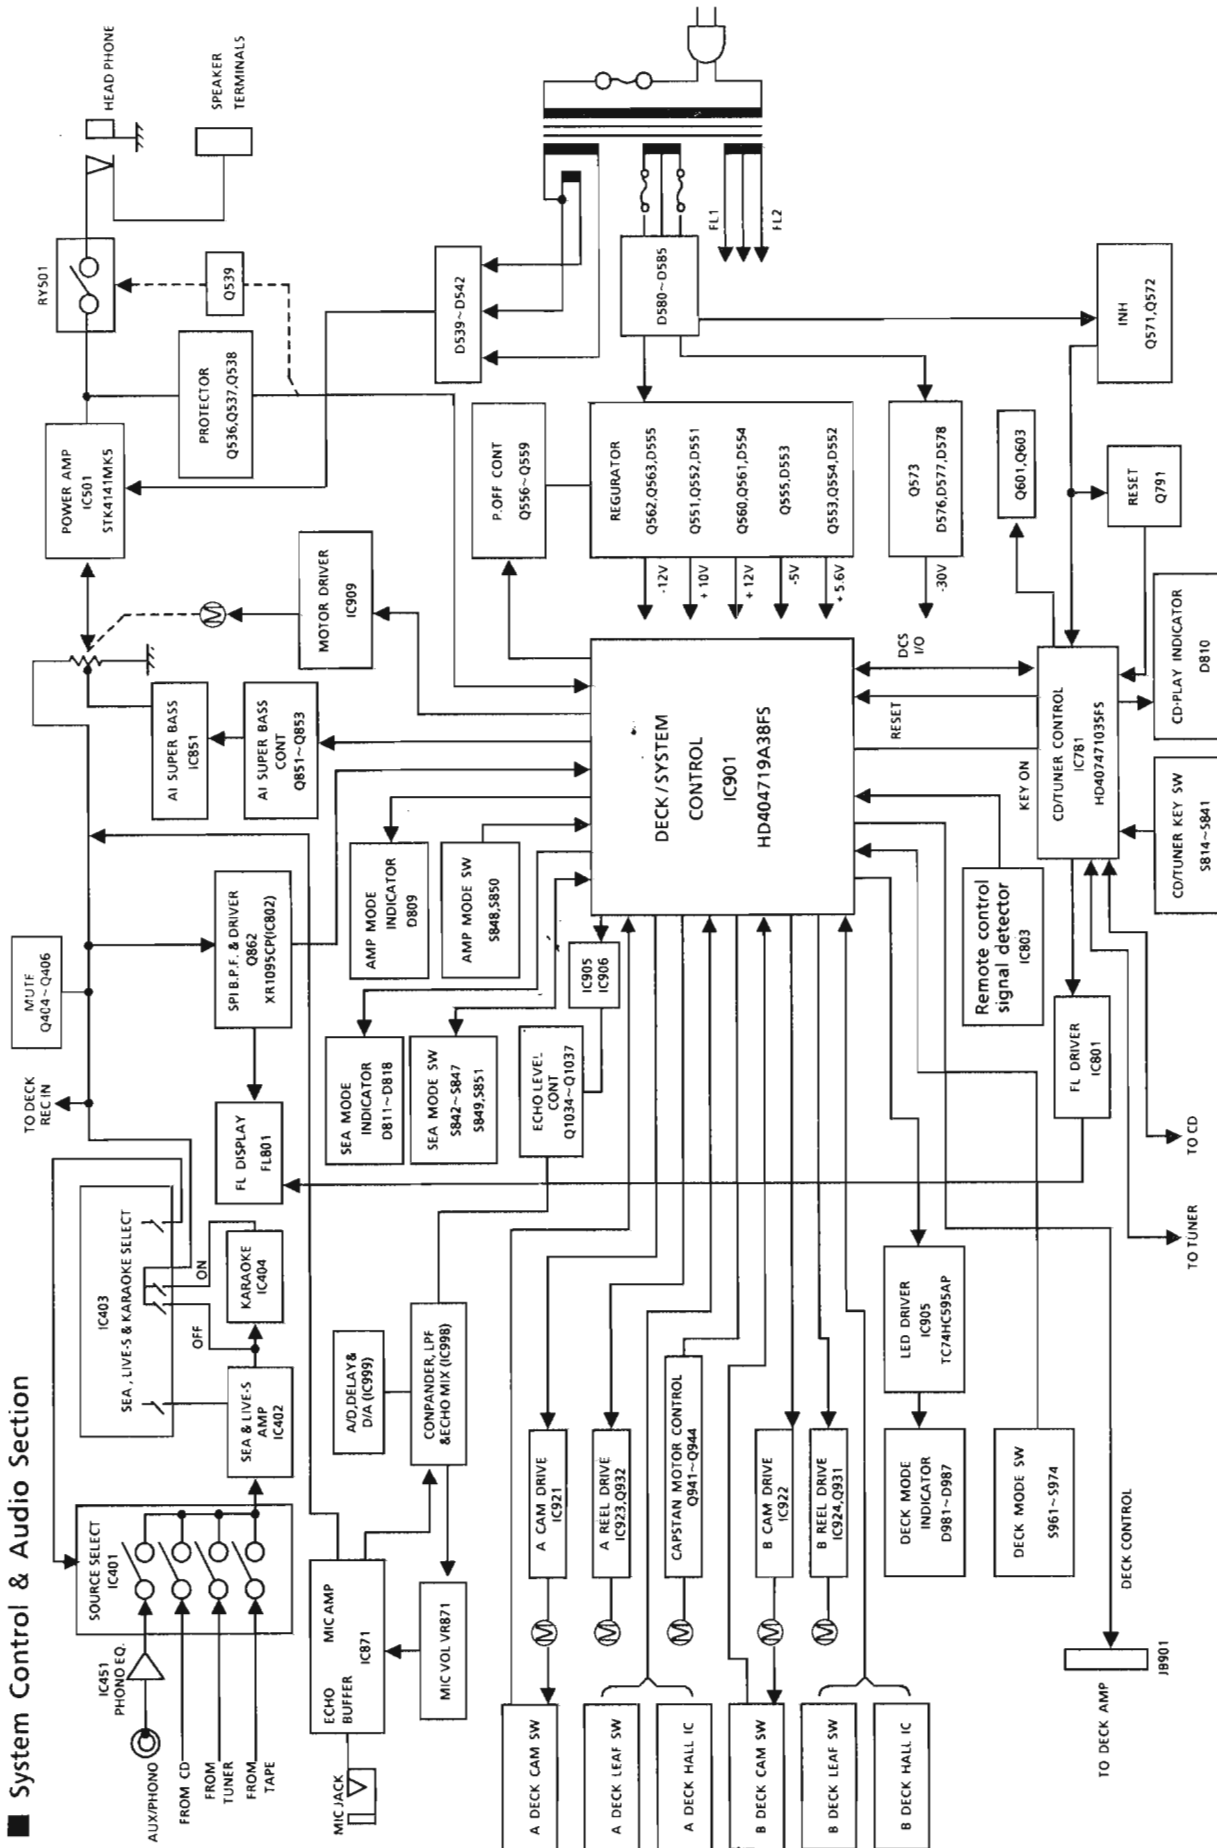 ■ System Control & Audio Section
AUX/PHONO
FROM CD
FROM
TUNER
FROM
TAPE
IC451
PHONO EQ.
SOURCE SELECT
IC401
SEA & LIVE-S
AMP
IC402
IC403
SEA , LIVE-S & KARAOKE SELECT
OFF
ON
KARAOKE
IC404
TO DECK
REC IN
MUTE
Q404~Q406
FL DISPLAY
FL801
SPI B.P.F. & DRIVER
Q862
XR1095CP(IC802)
AI SUPER BASS
IC851
AI SUPER BASS
CONT
Q851~Q853
M
MOTOR DRIVER
IC909
POWER AMP
IC501
STK4141MK5
PROTECTOR
Q536,Q537,Q538
RY501
Q539
HEAD PHONE
SPEAKER
TERMINALS
MIC JACK
ECHO
BUFFER
MIC AMP
IC871
MIC VOL VR871
A/D,DELAY&
D/A (IC999)
CONPANDER, LPF
&ECHO MIX (IC998)
SEA MODE
INDICATOR
D811~D818
SEA MODE SW
S842~S847
S849,S851
ECHO LEVEL
CONT
Q1034~Q1037
IC905
IC906
AMP MODE
INDICATOR
D809
AMP MODE SW
S848,S850
DECK / SYSTEM
CONTROL
IC901
HD404719A38FS
P.OFF CONT
Q556~Q559
D539~D542
REGURATOR
Q562,Q563,D555
Q551,Q552,D551
Q560,Q561,D554
Q555,D553
Q553,Q554,D552
-12V
+ 10V
+ 12V
-5V
+ 5.6V
D580~D585
FL1
FL2
Q573
D576,D577,D578
-30V
INH
Q571,Q572
Q601,Q603
RESET
Q791
DCS
I/O
RESET
KEY ON
CD/TUNER CONTROL
IC781
HD407471035FS
CD-PLAY INDICATOR
D810
CD/TUNER KEY SW
S814~S841
Remote control
signal detector
IC803
FL DRIVER
IC801
TO CD
TO TUNER
A DECK CAM SW
M
A CAM DRIVE
IC921
A DECK LEAF SW
M
A REEL DRIVE
IC923,Q932
A DECK HALL IC
M
CAPSTAN MOTOR CONTROL
Q941~Q944
B DECK CAM SW
M
B CAM DRIVE
IC922
B DECK LEAF SW
M
B REEL DRIVE
IC924,Q931
B DECK HALL IC
DECK MODE
INDICATOR
D981~D987
LED DRIVER
IC905
TC74HC595AP
DECK MODE SW
S961~S974
DECK CONTROL
TO DECK AMP
JB901